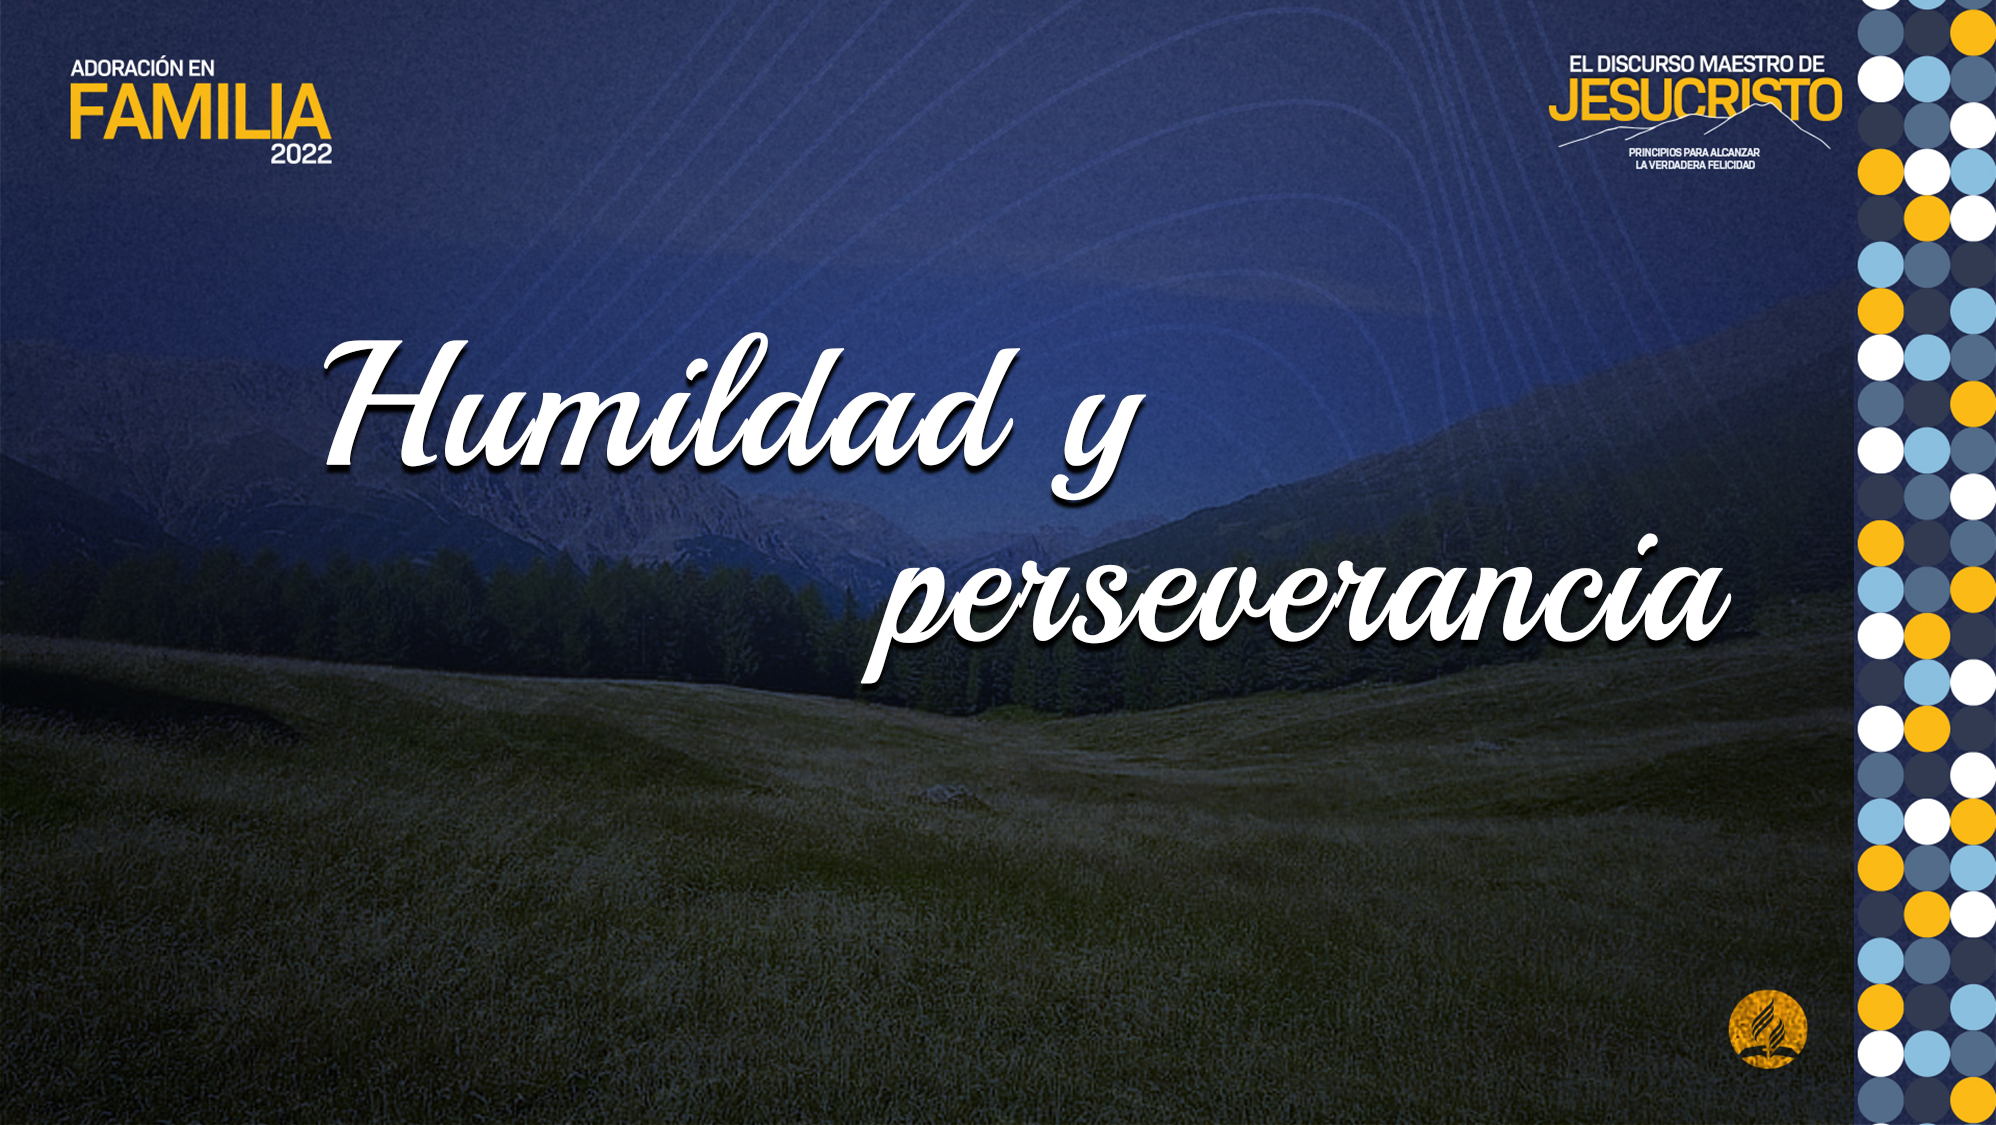 ADORACIÓN EN
FAMILIA
2022
EL DISCURSO MAESTRO DE
JESUCRISTO
PRINCIPIOS PARA ALCANZAR
LA VERDADERA FELICIDAD
Humildad y
perseverancia